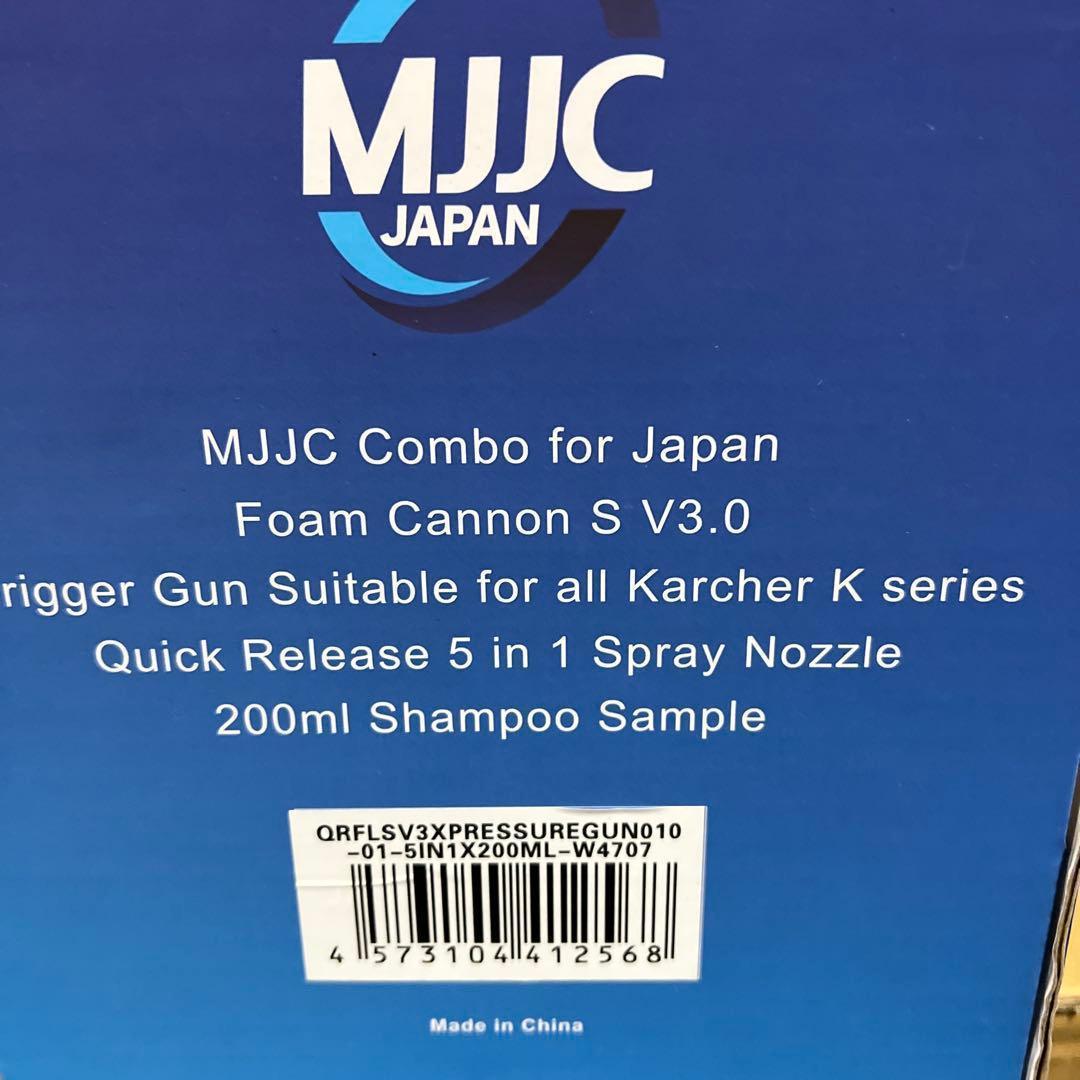 MJJC
JAPAN
MJJC Combo for Japan
Foam Cannon S V3.0
rigger Gun Suitable for all Karcher K series
Quick Release 5 in 1 Spray Nozzle
200ml Shampoo Sample
QRFLSV3XPRESSUREGUN010
-01-5IN1X200ML-W4707
4 573104 412568
Made in China